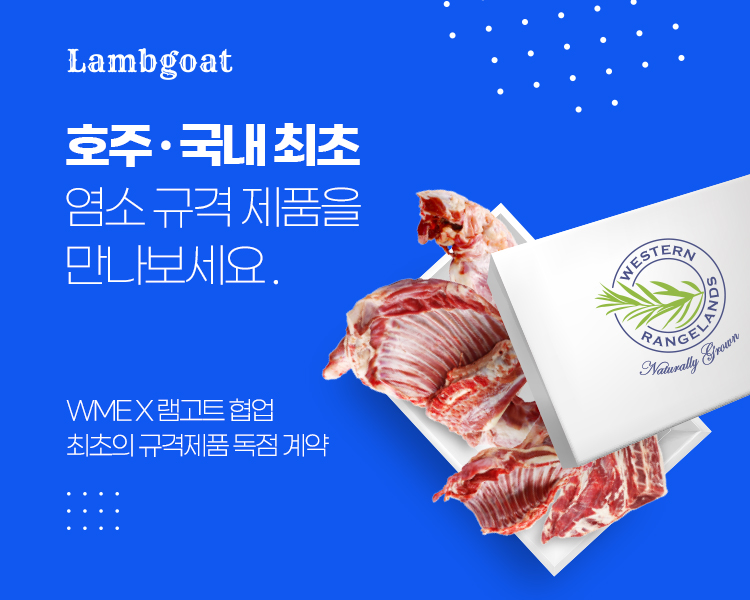 Lambgoat
호주·국내 최초
염소 규격 제품을
만나보세요.
WESTERN
RANGELANDS
Naturally Grown
WME X 램고트 협업
최초의 규격제품 독점 계약